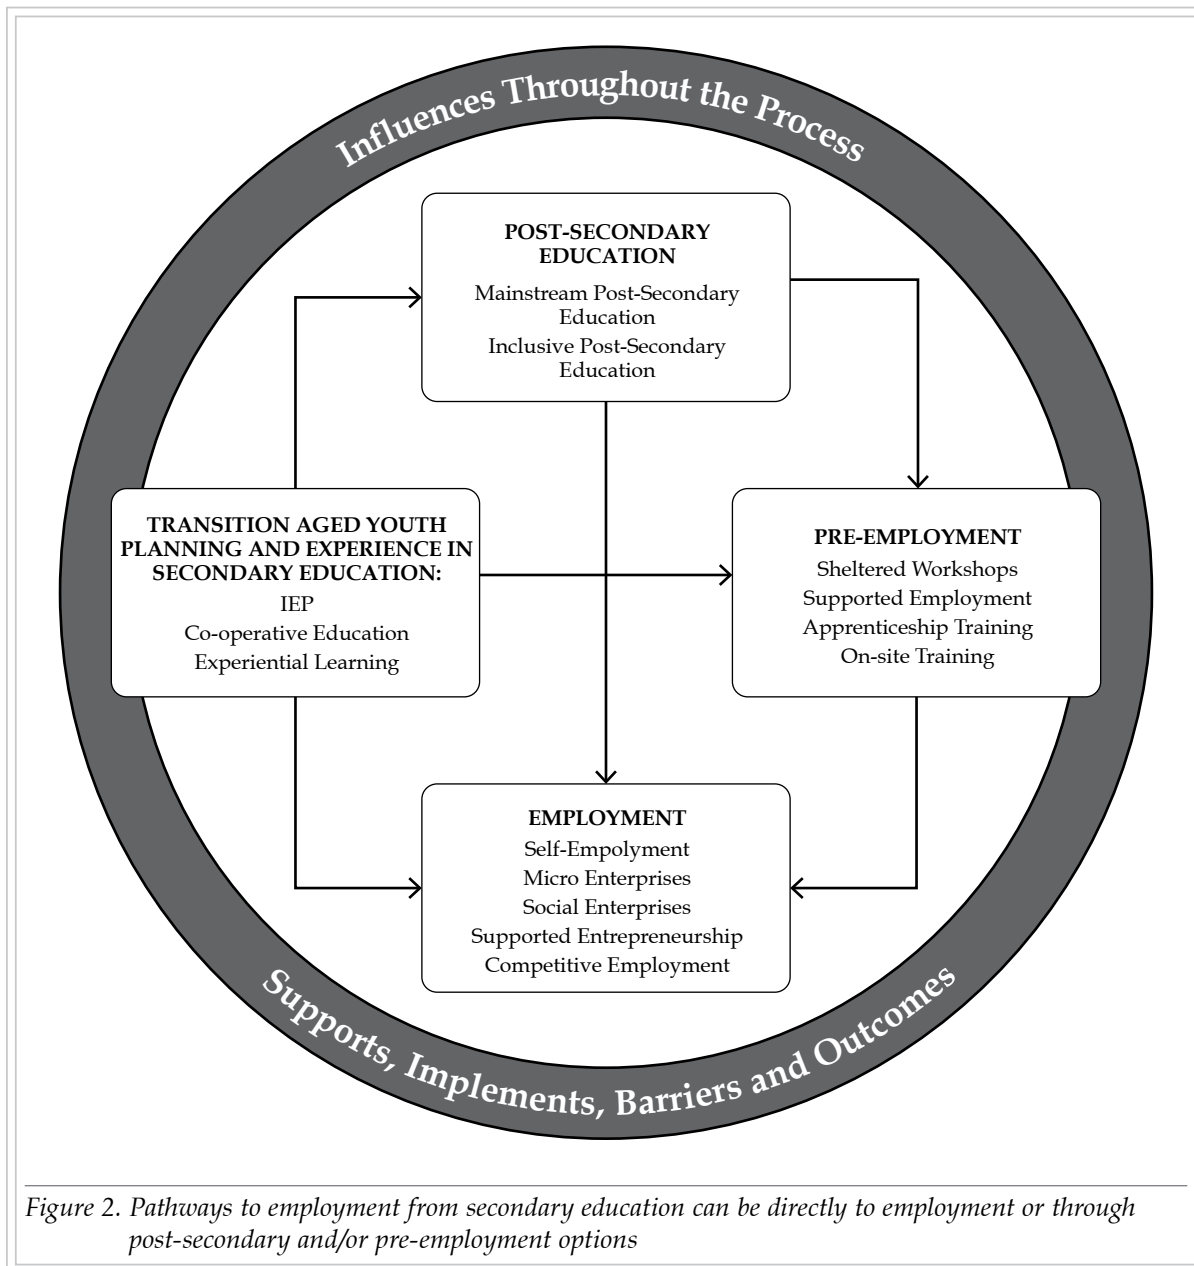 Influences Throughout the Process
POST-SECONDARY
EDUCATION
Mainstream Post-Secondary
Education
Inclusive Post-Secondary
Education
TRANSITION AGED YOUTH
PLANNING AND EXPERIENCE IN
SECONDARY EDUCATION:
IEP
Co-operative Education
Experiential Learning
PRE-EMPLOYMENT
Sheltered Workshops
Supported Employment
Apprenticeship Training
On-site Training
EMPLOYMENT
Self-Empolyment
Micro Enterprises
Social Enterprises
Supported Entrepreneurship
Competitive Employment
Supports, Implements, Barriers and Outcomes
Figure 2. Pathways to employment from secondary education can be directly to employment or through
post-secondary and/or pre-employment options